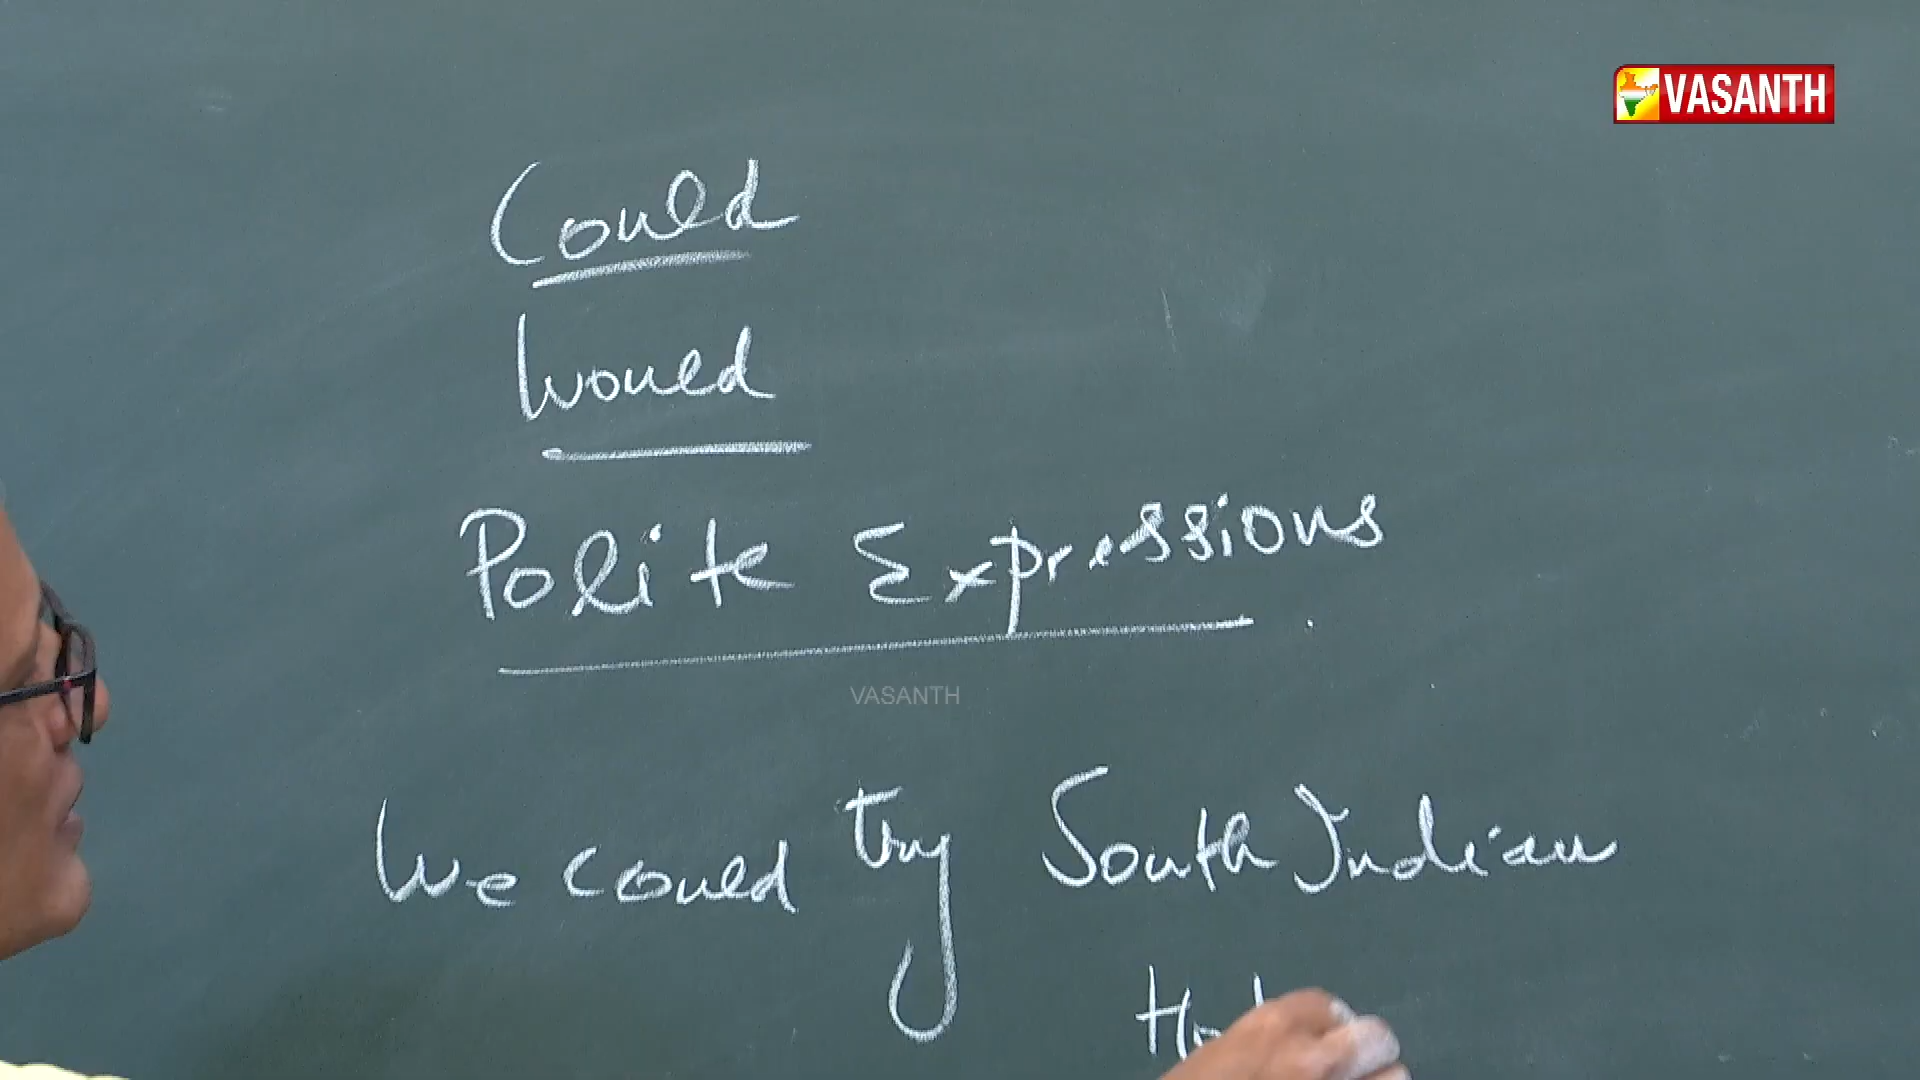 VASANTH
Could
Would
Polite Expressions
VASANTH
We could try South Indian